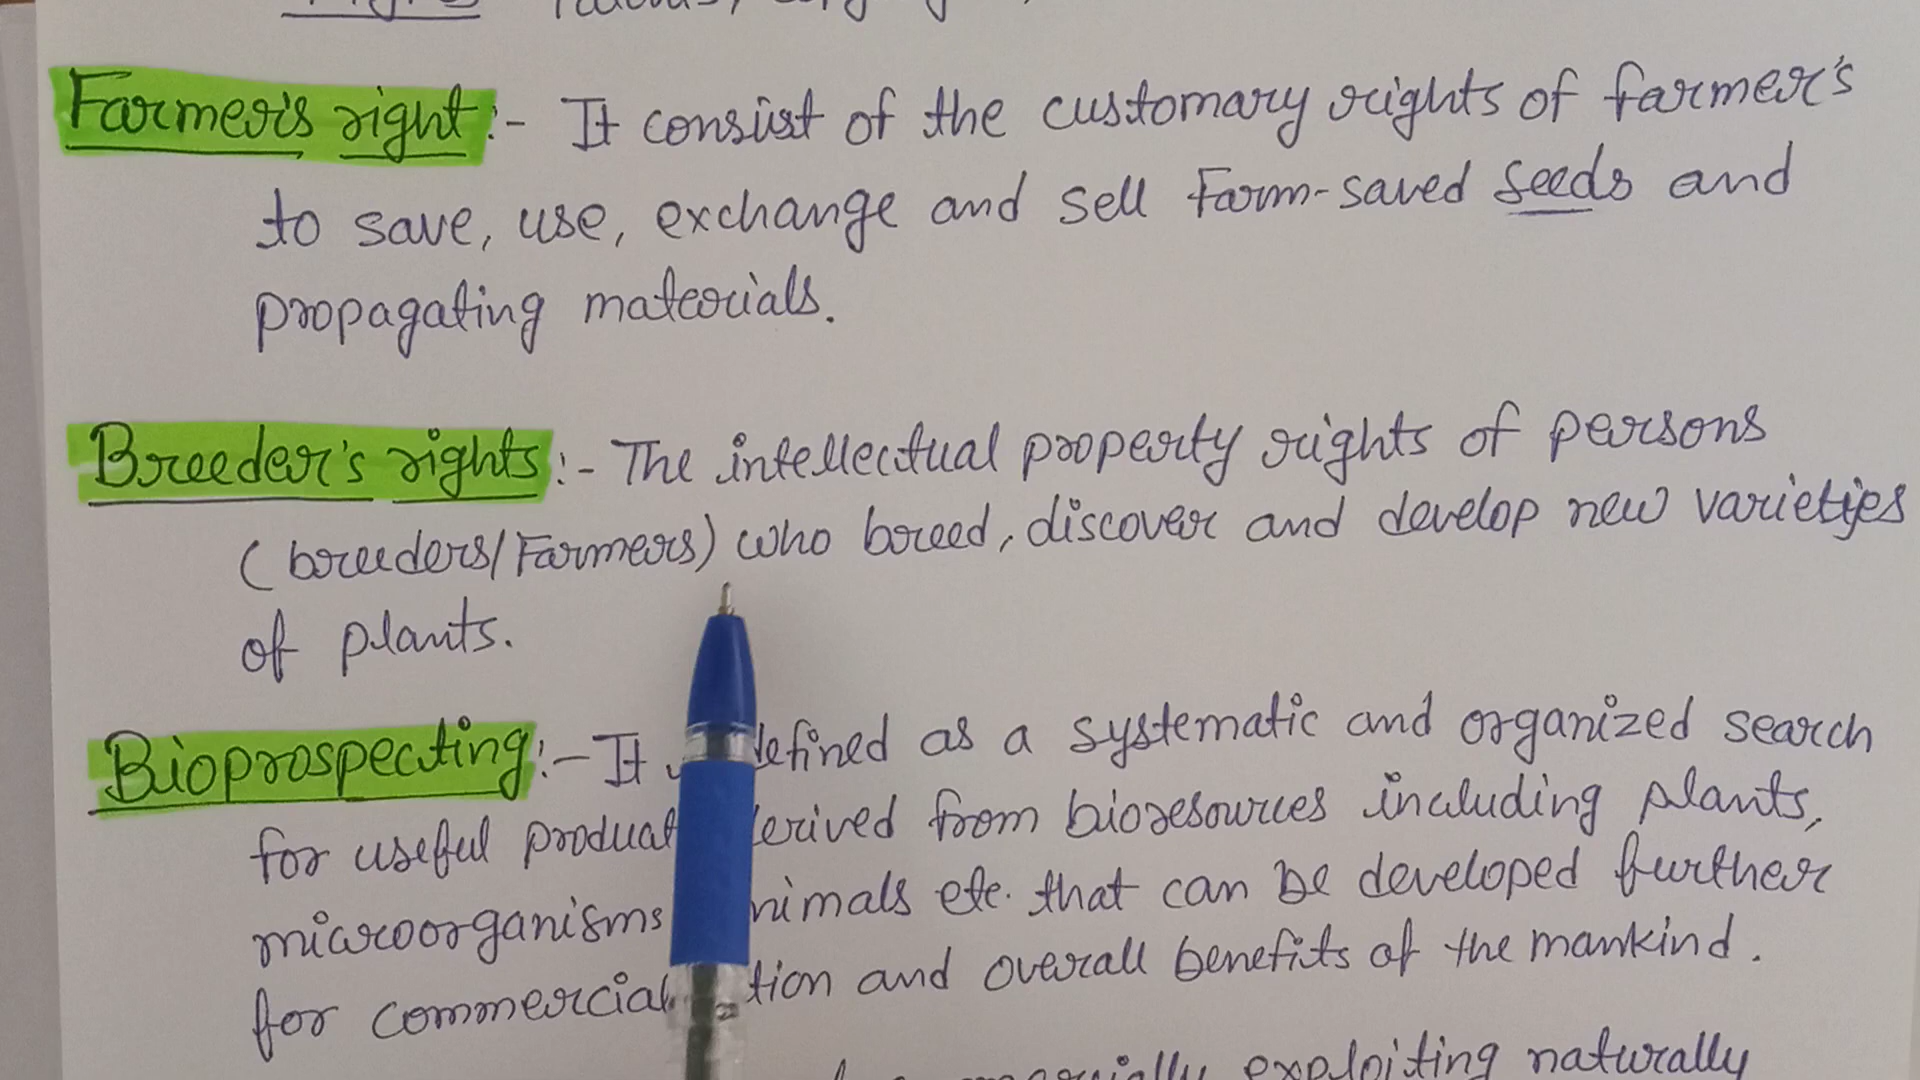 Farmer's right:- It consist of the customary rights of farmer's
to save, use, exchange and sell Farm-saved seeds and
propagating materials.
Breeder's rights:- The intellectual property rights of persons
(breeders/Farmers) who breed, discover and develop new varieties
of plants.
Bioprospecting:- It defined as a systematic and organized search
for useful product derived from bioresources including plants,
microorganisms nimals etc. that can be developed further
for commercial tion and overall benefits of the mankind.
exploiting naturally